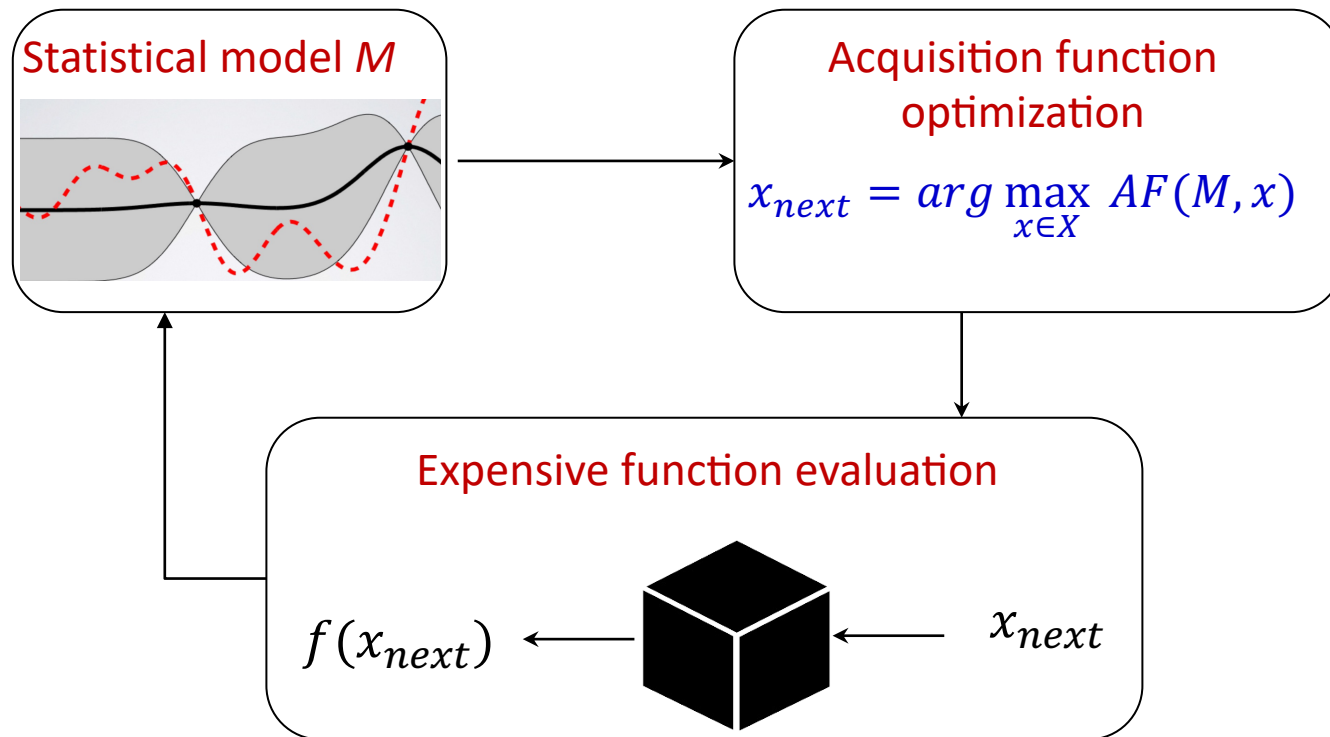 Statistical model M
Acquisition function
optimization
x_next = arg max_{x∈X} AF(M, x)
Expensive function evaluation
f(x_next)
x_next